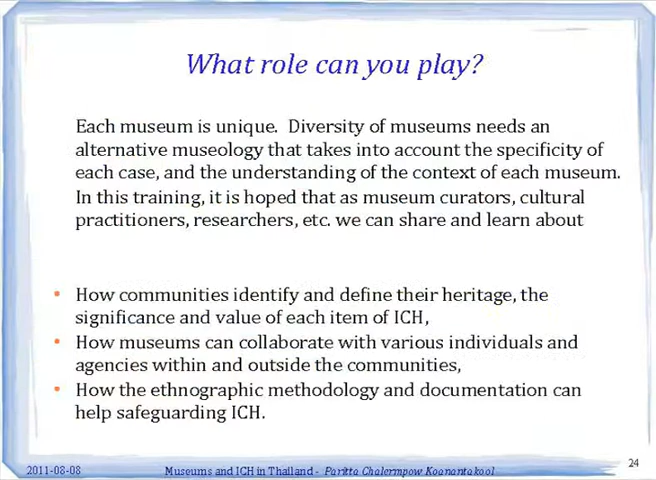 What role can you play?
Each museum is unique.  Diversity of museums needs an
alternative museology that takes into account the specificity of
each case, and the understanding of the context of each museum.
In this training, it is hoped that as museum curators, cultural
practitioners, researchers, etc. we can share and learn about
• How communities identify and define their heritage, the
significance and value of each item of ICH,
• How museums can collaborate with various individuals and
agencies within and outside the communities,
• How the ethnographic methodology and documentation can
help safeguarding ICH.
2011-08-08
Museums and ICH in Thailand - Paritta Chalermpow Koanantakool
24